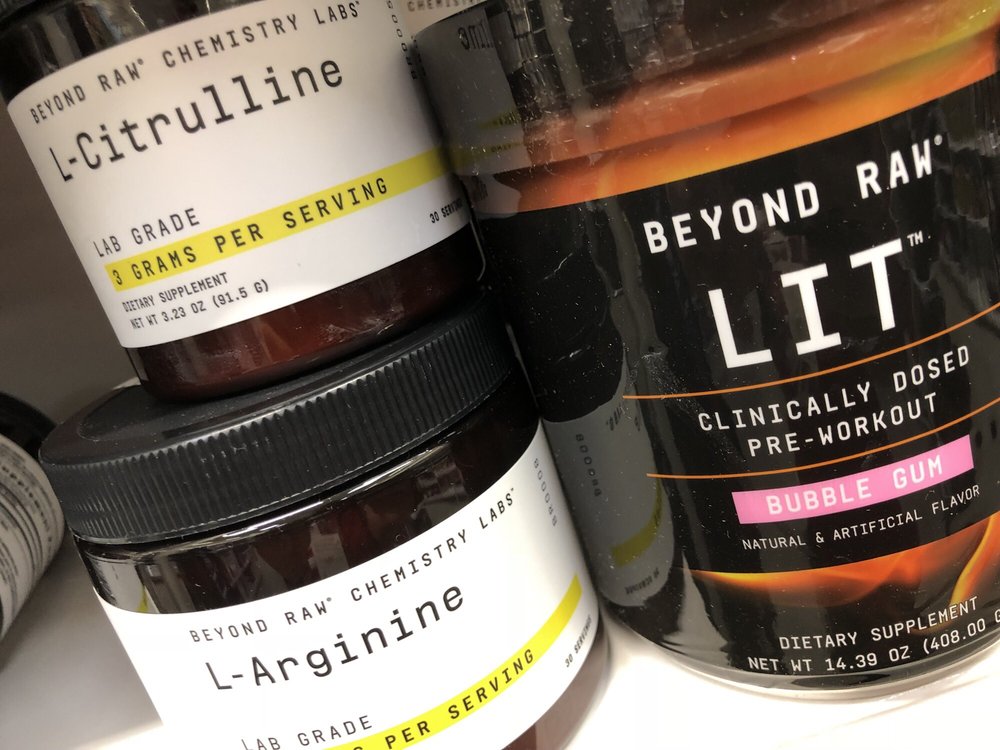 BEYOND RAW® CHEMISTRY LABS™
L-Citrulline
LAB GRADE
3 GRAMS PER SERVING
30 SERVINGS
DIETARY SUPPLEMENT
NET WT 3.23 OZ (91.5 G)
BEYOND RAW® CHEMISTRY LABS™
L-Arginine
LAB GRADE
PER SERVING
30 SERVINGS
BEYOND RAW®
LIT™
CLINICALLY DOSED
PRE-WORKOUT
BUBBLE GUM
NATURAL & ARTIFICIAL FLAVOR
DIETARY SUPPLEMENT
NET WT 14.39 OZ (408.00 G